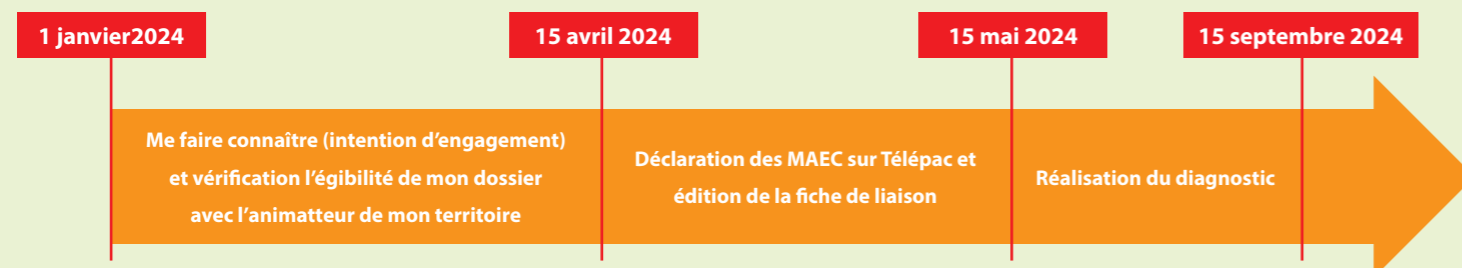 1 janvier2024
15 avril 2024
15 mai 2024
15 septembre 2024
Me faire connaître (intention d'engagement)
et vérification l'égibilité de mon dossier
avec l'animatteur de mon territoire
Déclaration des MAEC sur Télépac et
édition de la fiche de liaison
Réalisation du diagnostic